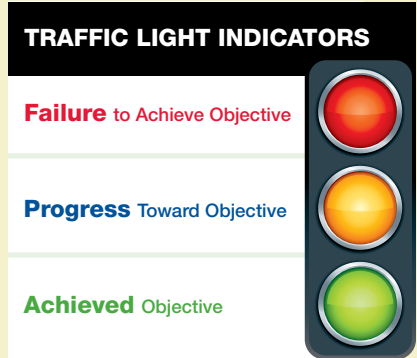 TRAFFIC LIGHT INDICATORS
Failure to Achieve Objective
Progress Toward Objective
Achieved Objective